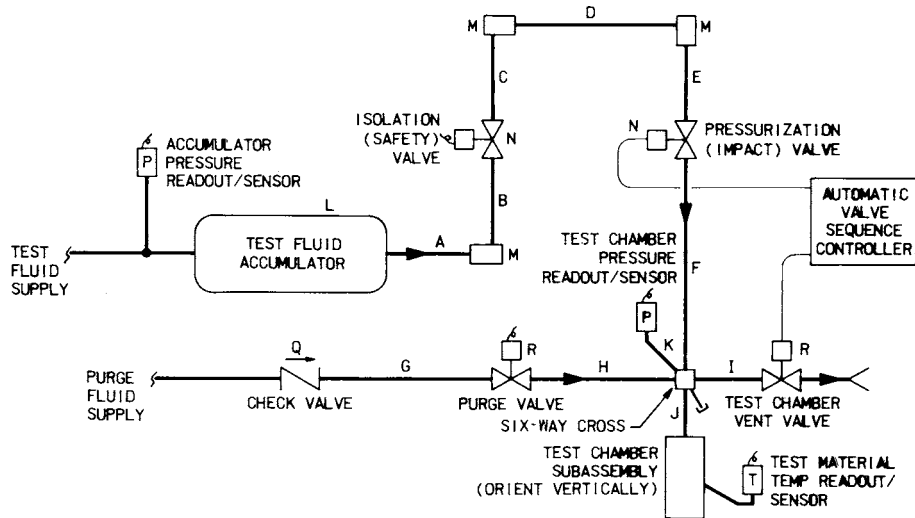 D
M
M
C
E
ISOLATION
(SAFETY)
VALVE
N
N
PRESSURIZATION
(IMPACT) VALVE
P
ACCUMULATOR
PRESSURE
READOUT/SENSOR
B
AUTOMATIC
VALVE
SEQUENCE
CONTROLLER
L
TEST FLUID
ACCUMULATOR
A
M
TEST
FLUID
SUPPLY
TEST CHAMBER
PRESSURE
READOUT/SENSOR
F
P
K
Q
R
R
G
H
I
PURGE
FLUID
SUPPLY
CHECK VALVE
PURGE VALVE
SIX-WAY CROSS
J
TEST CHAMBER
VENT VALVE
TEST CHAMBER
SUBASSEMBLY
(ORIENT VERTICALLY)
T
TEST MATERIAL
TEMP READOUT/
SENSOR